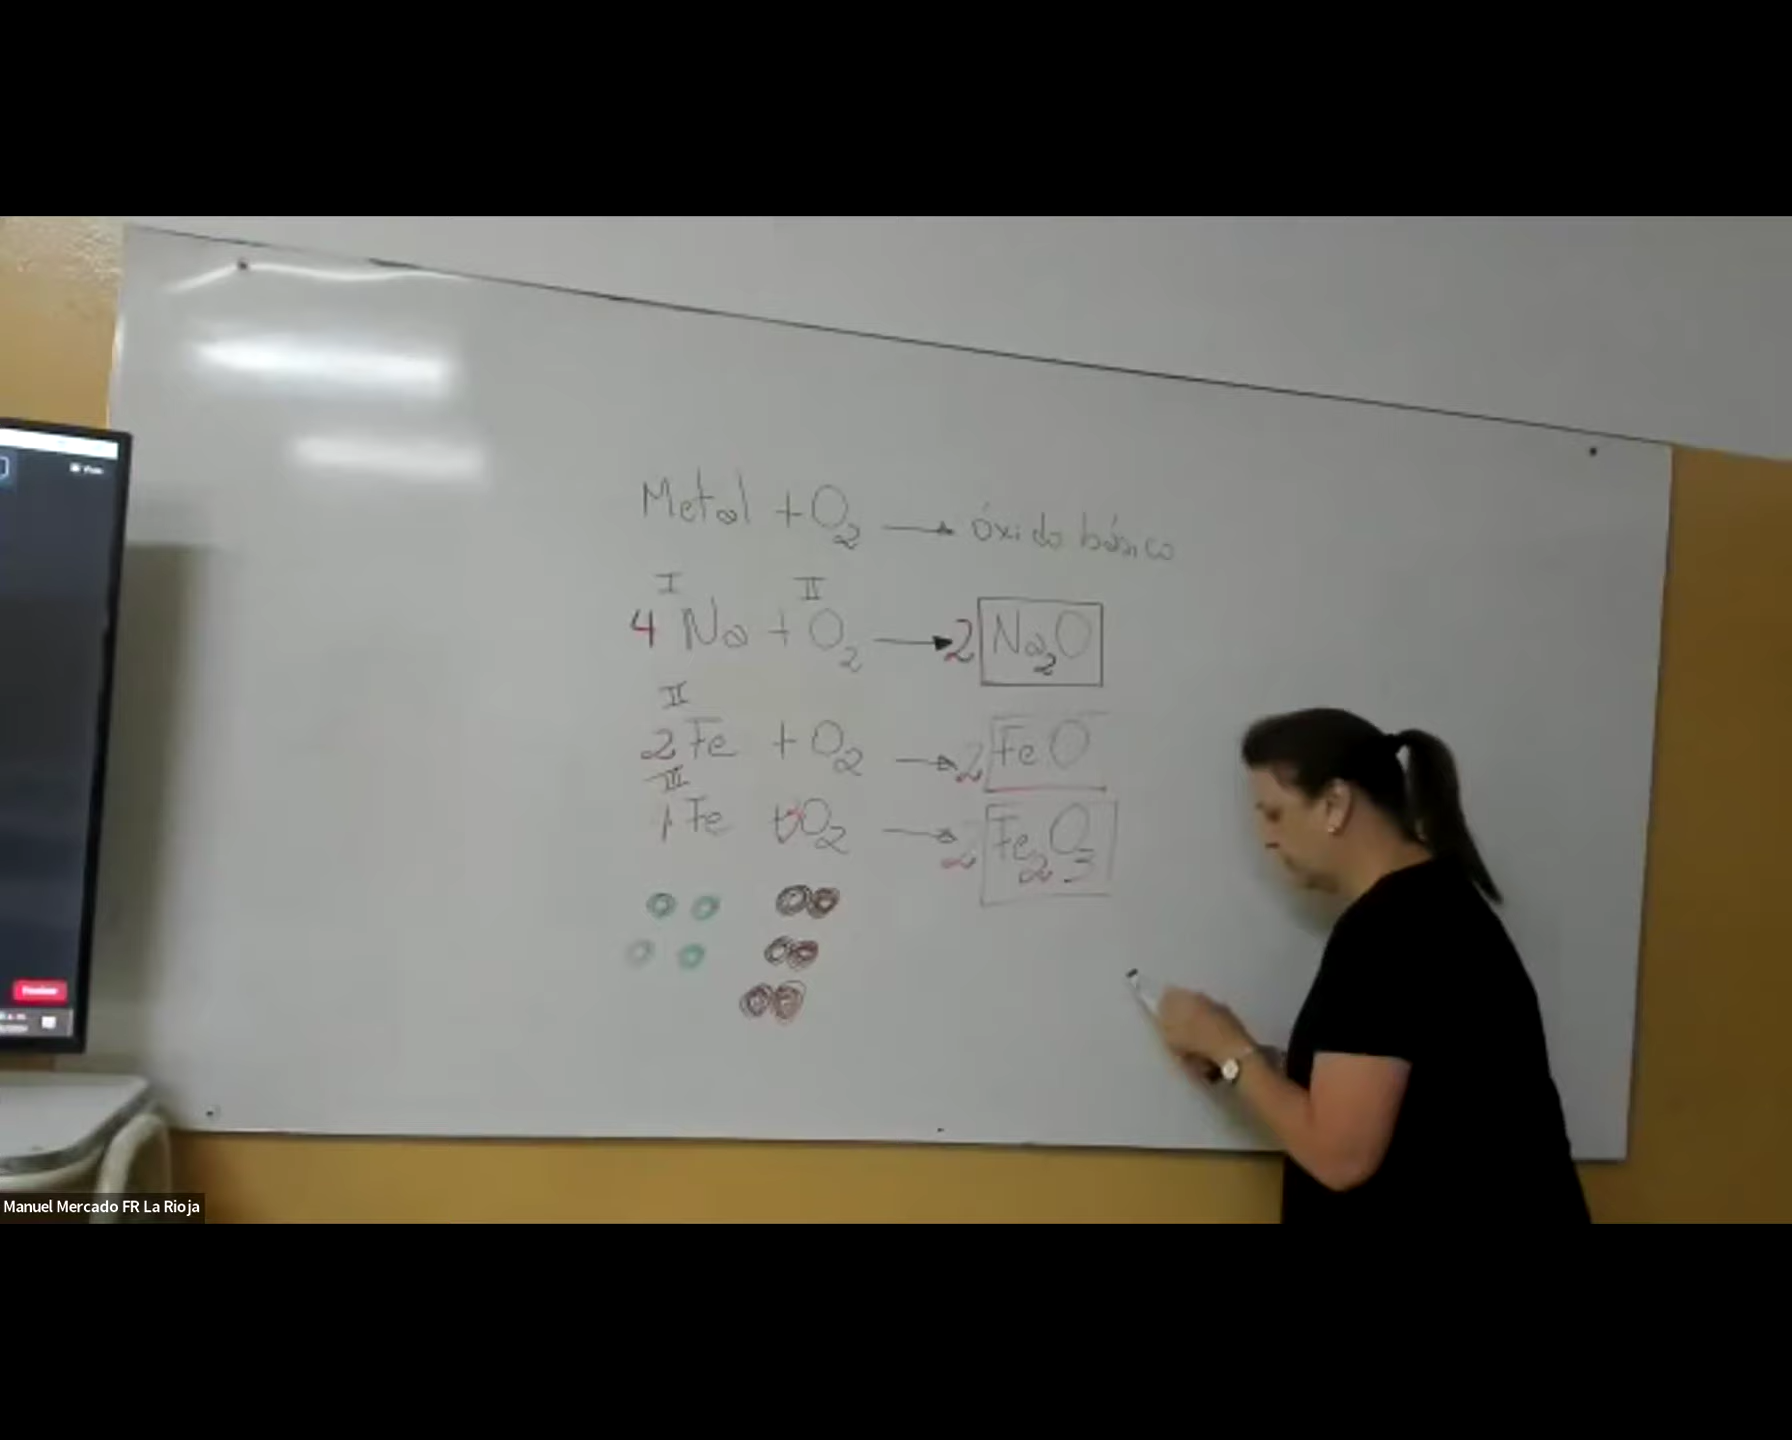 Metal + O2 → óxido básico
I II
4 Na + O2 → 2 Na2O
II
2 Fe + O2 → 2 FeO
III
Fe O2 → 2 Fe2O3
Manuel Mercado FR La Rioja